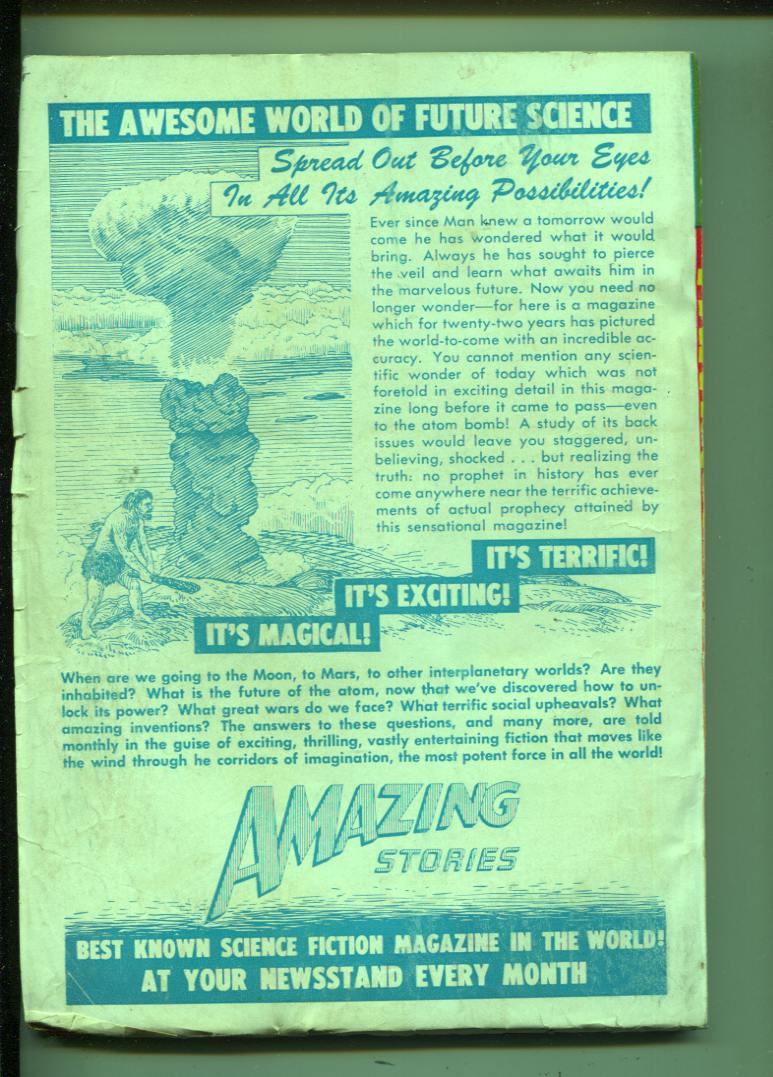 THE AWESOME WORLD OF FUTURE SCIENCE
Spread Out Before Your Eyes
In All Its Amazing Possibilities!
Ever since Man knew a tomorrow would
come he has wondered what it would
bring. Always he has sought to pierce
the veil and learn what awaits him in
the marvelous future. Now you need no
longer wonder—for here is a magazine
which for twenty-two years has pictured
the world-to-come with an incredible ac-
curacy. You cannot mention any scien-
tific wonder of today which was not
foretold in exciting detail in this maga-
zine long before it came to pass—even
to the atom bomb! A study of its back
issues would leave you staggered, un-
believing, shocked . . . but realizing the
truth: no prophet in history has ever
come anywhere near the terrific achieve-
ments of actual prophecy attained by
this sensational magazine!
IT'S TERRIFIC!
IT'S EXCITING!
IT'S MAGICAL!
When are we going to the Moon, to Mars, to other interplanetary worlds? Are they
inhabited? What is the future of the atom, now that we've discovered how to un-
lock its power? What great wars do we face? What terrific social upheavals? What
amazing inventions? The answers to these questions, and many more, are told
monthly in the guise of exciting, thrilling, vastly entertaining fiction that moves like
the wind through he corridors of imagination, the most potent force in all the world!
AMAZING
STORIES
BEST KNOWN SCIENCE FICTION MAGAZINE IN THE WORLD!
AT YOUR NEWSSTAND EVERY MONTH